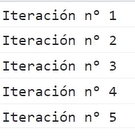 Iteración nº 1
Iteración nº 2
Iteración nº 3
Iteración nº 4
Iteración nº 5